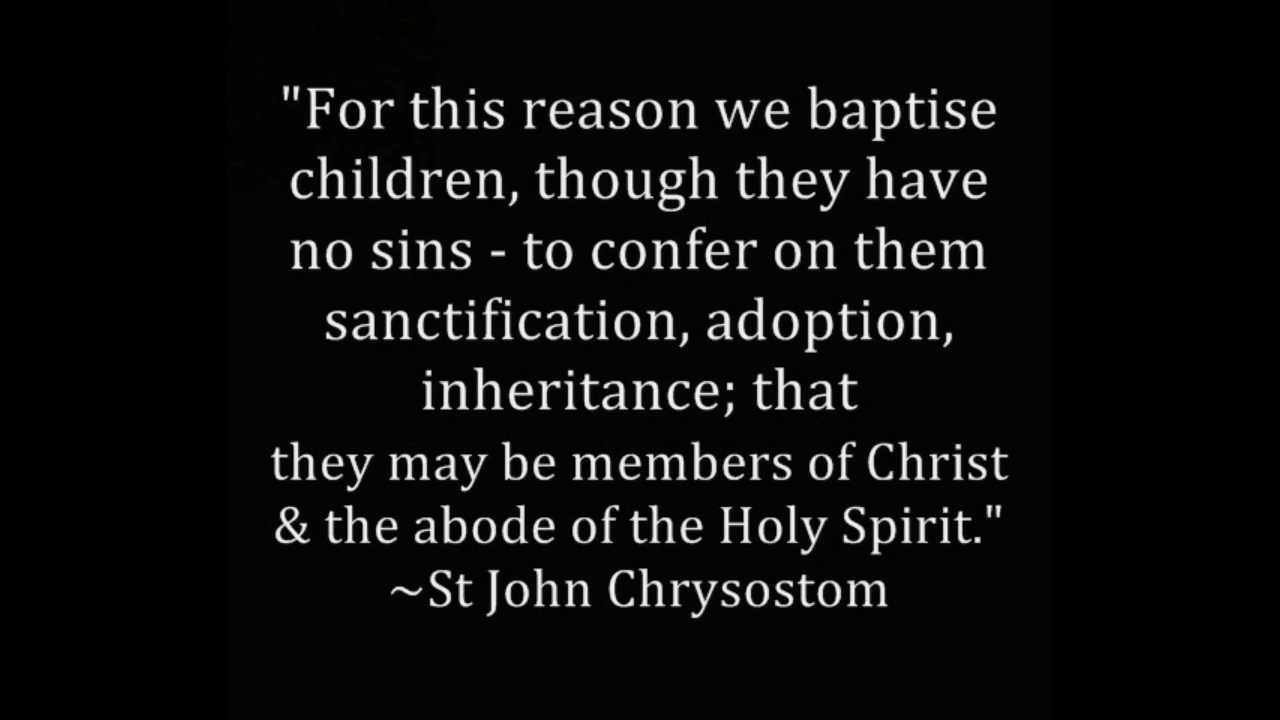 "For this reason we baptise
children, though they have
no sins - to confer on them
sanctification, adoption,
inheritance; that
they may be members of Christ
& the abode of the Holy Spirit."
~St John Chrysostom